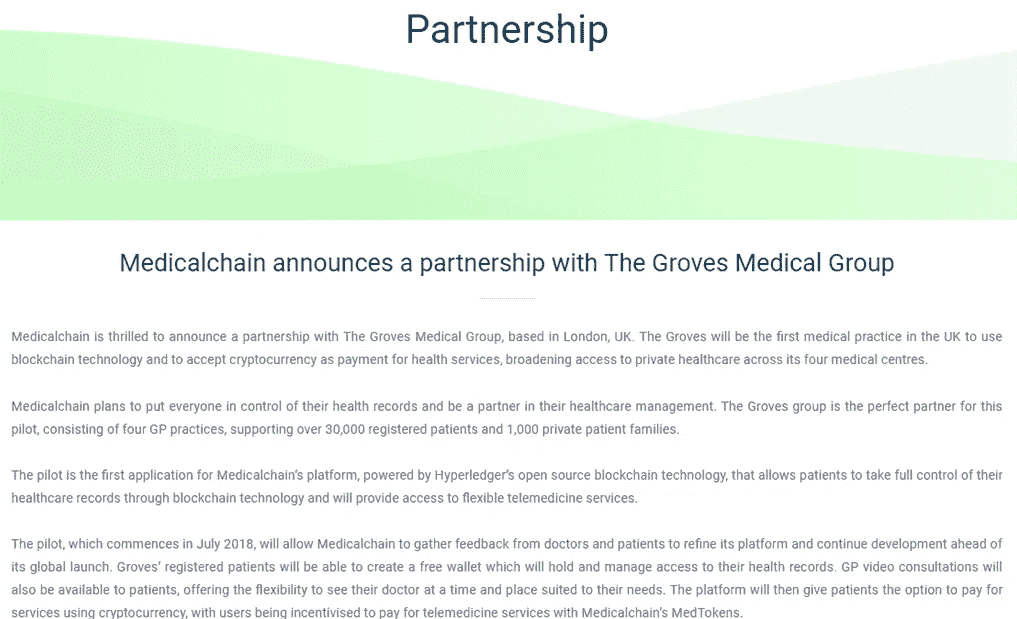 Partnership
Medicalchain announces a partnership with The Groves Medical Group
Medicalchain is thrilled to announce a partnership with The Groves Medical Group, based in London, UK. The Groves will be the first medical practice in the UK to use
blockchain technology and to accept cryptocurrency as payment for health services, broadening access to private healthcare across its four medical centres.
Medicalchain plans to put everyone in control of their health records and be a partner in their healthcare management. The Groves group is the perfect partner for this
pilot, consisting of four GP practices, supporting over 30,000 registered patients and 1,000 private patient families.
The pilot is the first application for Medicalchain's platform, powered by Hyperledger's open source blockchain technology, that allows patients to take full control of their
healthcare records through blockchain technology and will provide access to flexible telemedicine services.
The pilot, which commences in July 2018, will allow Medicalchain to gather feedback from doctors and patients to refine its platform and continue development ahead of
its global launch. Groves' registered patients will be able to create a free wallet which will hold and manage access to their health records. GP video consultations will
also be available to patients, offering the flexibility to see their doctor at a time and place suited to their needs. The platform will then give patients the option to pay for
services using cryptocurrency, with users being incentivised to pay for telemedicine services with Medicalchain's MedTokens.